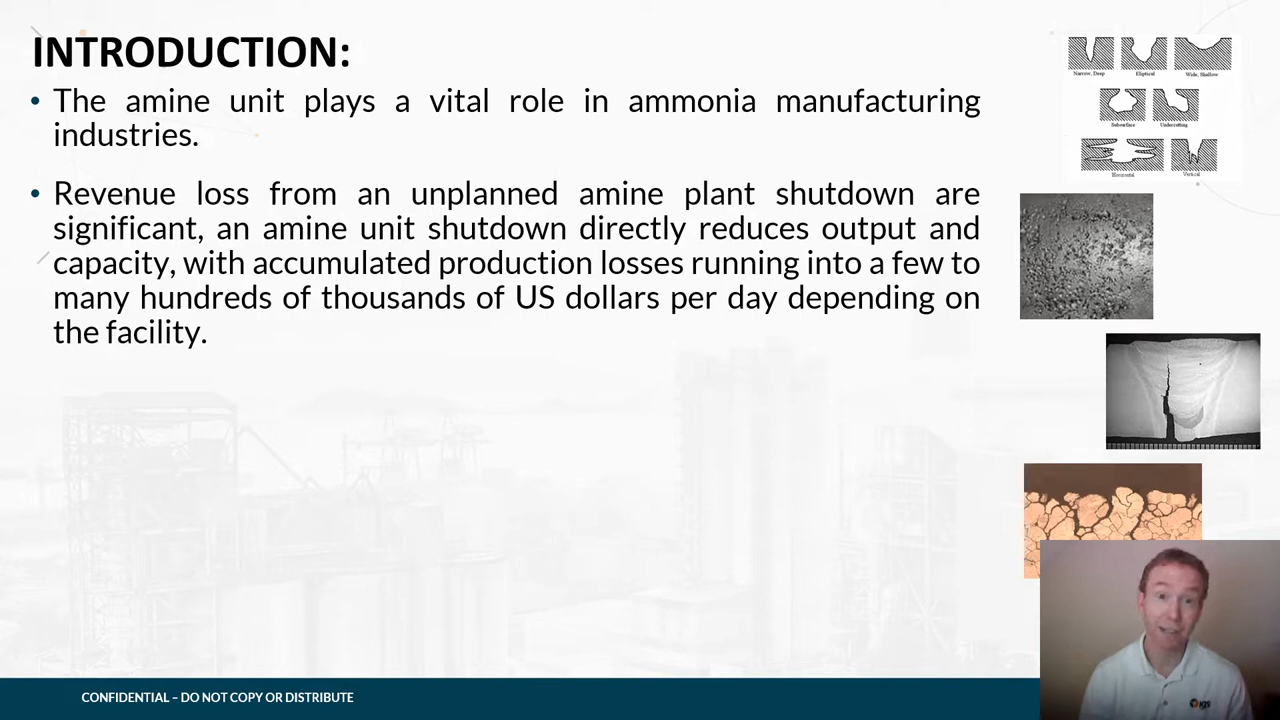 INTRODUCTION:
• The amine unit plays a vital role in ammonia manufacturing
industries.
• Revenue loss from an unplanned amine plant shutdown are
significant, an amine unit shutdown directly reduces output and
capacity, with accumulated production losses running into a few to
many hundreds of thousands of US dollars per day depending on
the facility.
Narrow, Deep Eliptical Wide, Shallow
Subsurface Undercutting
Horizontal Vertical
CONFIDENTIAL – DO NOT COPY OR DISTRIBUTE
IGS